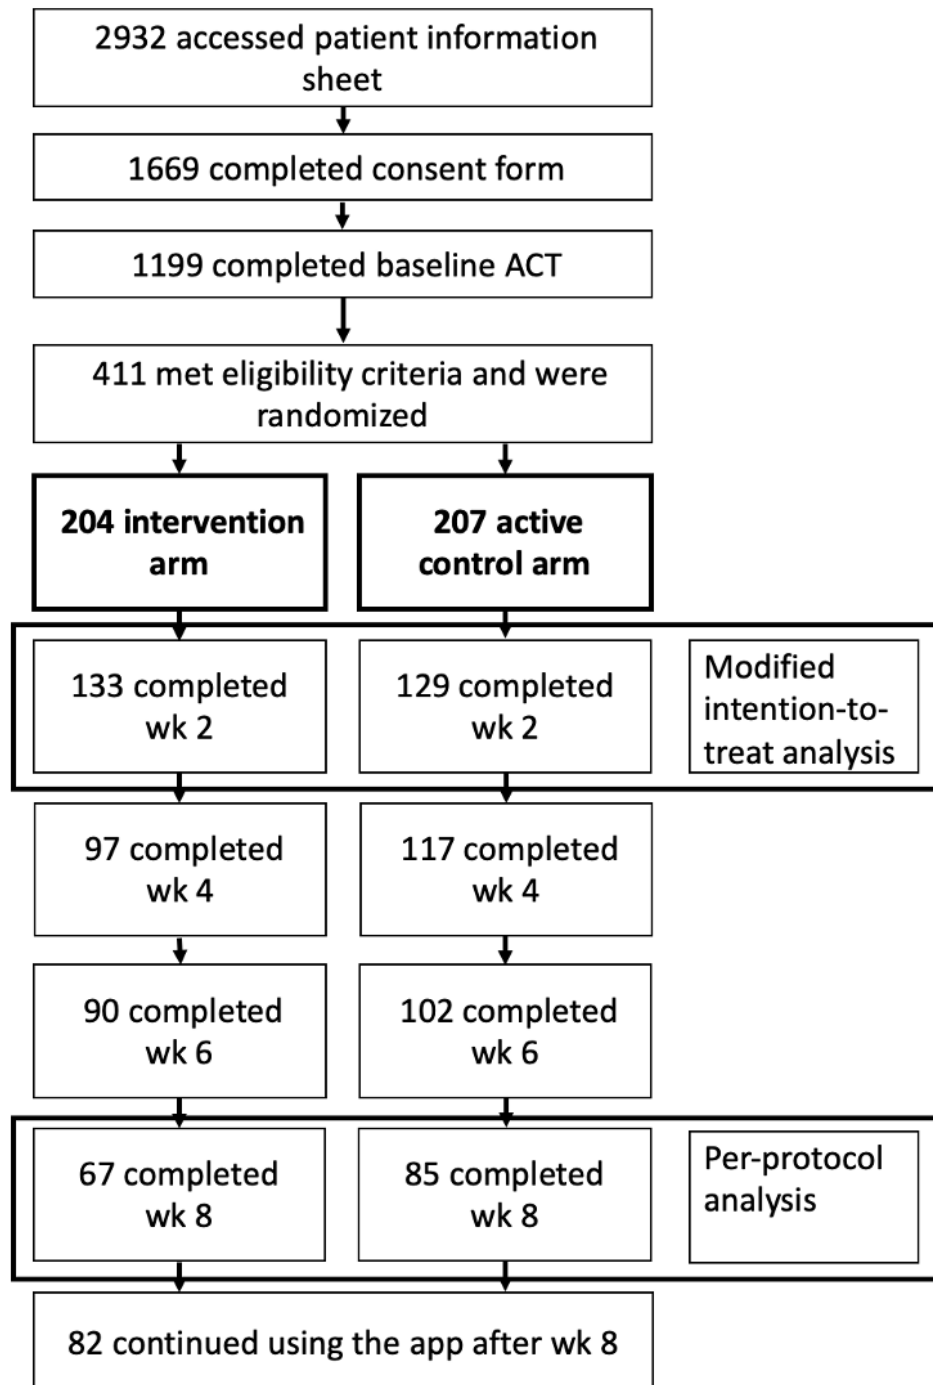 2932 accessed patient information
sheet
1669 completed consent form
1199 completed baseline ACT
411 met eligibility criteria and were
randomized
204 intervention
arm
207 active
control arm
133 completed
wk 2
129 completed
wk 2
Modified
intention-to-
treat analysis
97 completed
wk 4
117 completed
wk 4
90 completed
wk 6
102 completed
wk 6
67 completed
wk 8
85 completed
wk 8
Per-protocol
analysis
82 continued using the app after wk 8